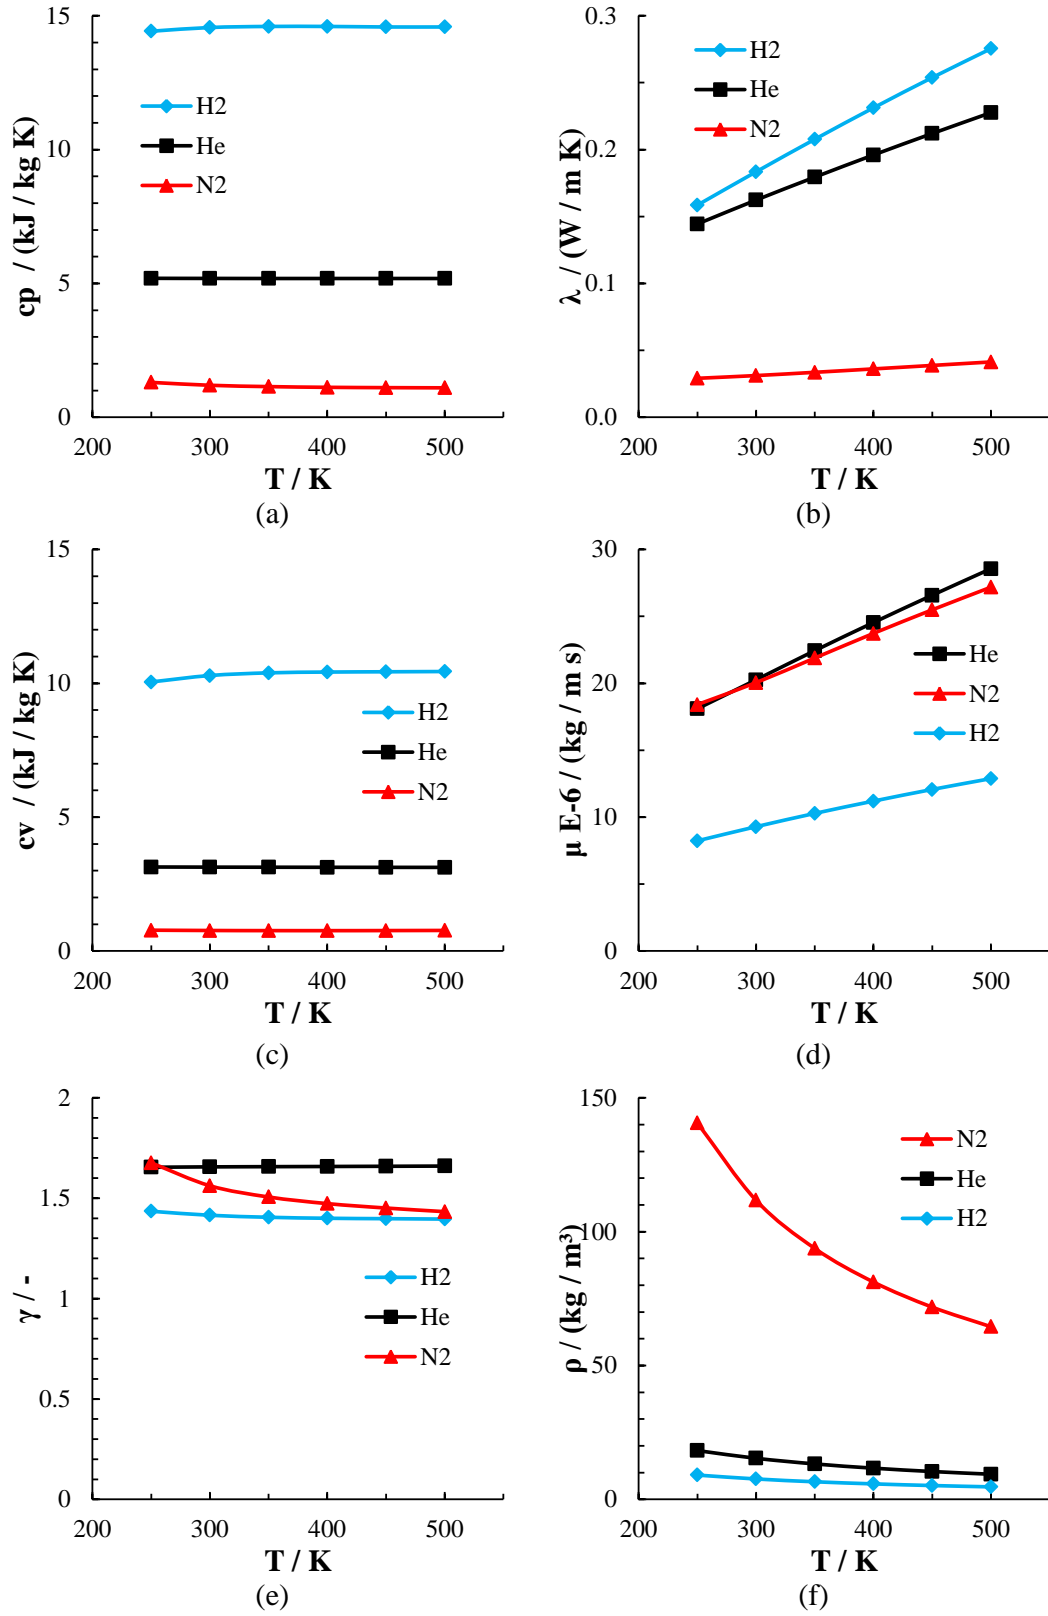 15
10
5
0
cp / (kJ / kg K)
H2
He
N2
200
300
400
500
T / K
(a)
0.3
0.2
0.1
0.0
λ / (W / m K)
H2
He
N2
200
300
400
500
T / K
(b)
15
10
5
0
cv / (kJ / kg K)
H2
He
N2
200
300
400
500
T / K
(c)
30
20
10
0
μ E-6 / (kg / m s)
He
N2
H2
200
300
400
500
T / K
(d)
2
1.5
1
0.5
0
γ / -
H2
He
N2
200
300
400
500
T / K
(e)
150
100
50
0
ρ / (kg / m³)
N2
He
H2
200
300
400
500
T / K
(f)